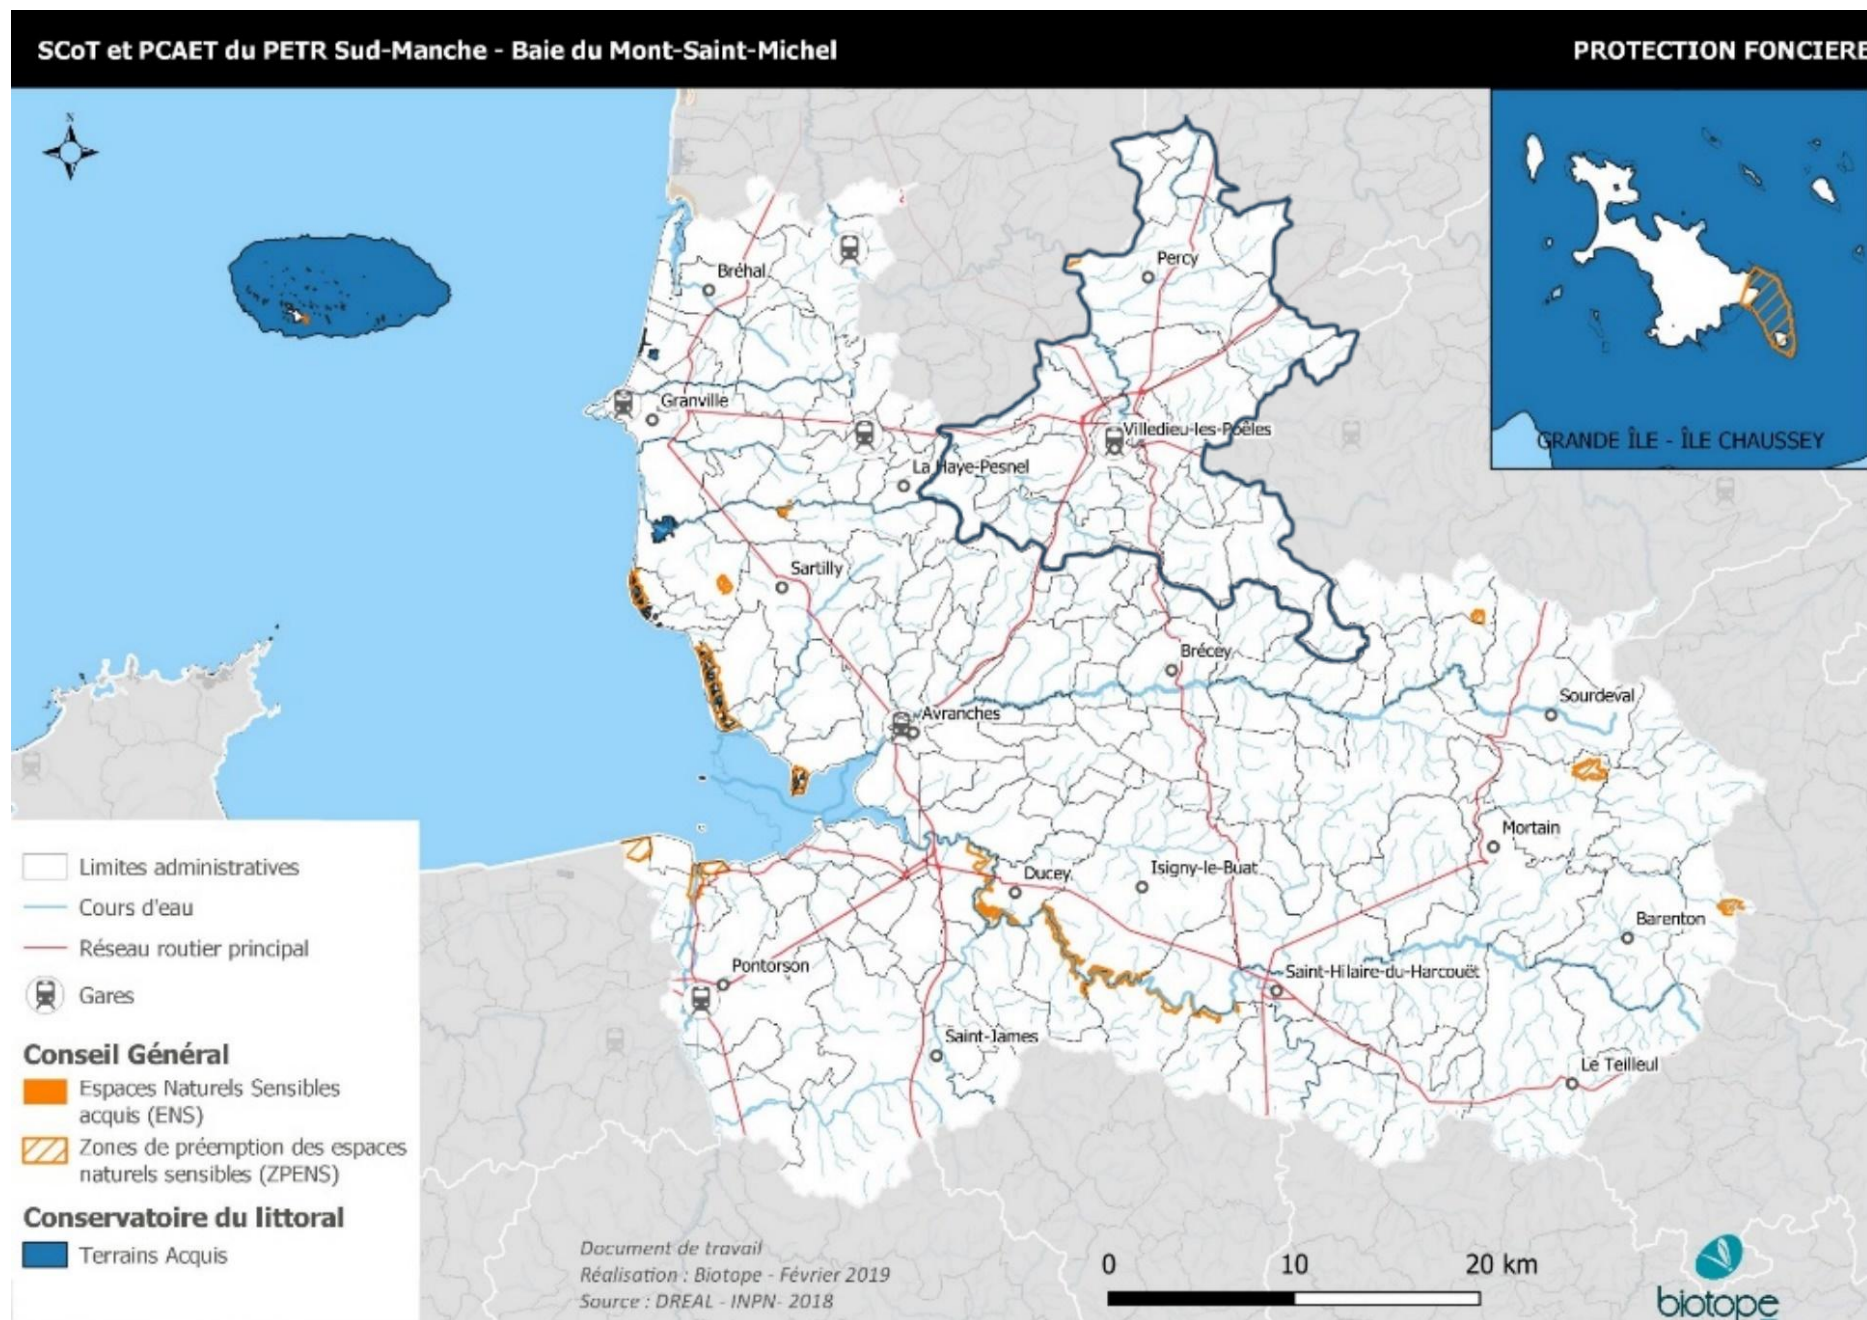 SCoT et PCAET du PETR Sud-Manche - Baie du Mont-Saint-Michel
PROTECTION FONCIERE
N
Percy
Bréhal
Granville
Villedieu-les-Poêles
GRANDE ÎLE - ÎLE CHAUSSEY
La Haye-Pesnel
Sartilly
Brécey
Sourdeval
Avranches
Mortain
Isigny-le-Buat
Ducey
Barenton
Pontorson
Saint-Hilaire-du-Harcouët
Saint-James
Le Teilleul
Limites administratives
Cours d'eau
Réseau routier principal
Gares
Conseil Général
Espaces Naturels Sensibles
acquis (ENS)
Zones de préemption des espaces
naturels sensibles (ZPENS)
Conservatoire du littoral
Terrains Acquis
Document de travail
Réalisation : Biotope - Février 2019
Source : DREAL - INPN- 2018
0 10 20 km
biotope